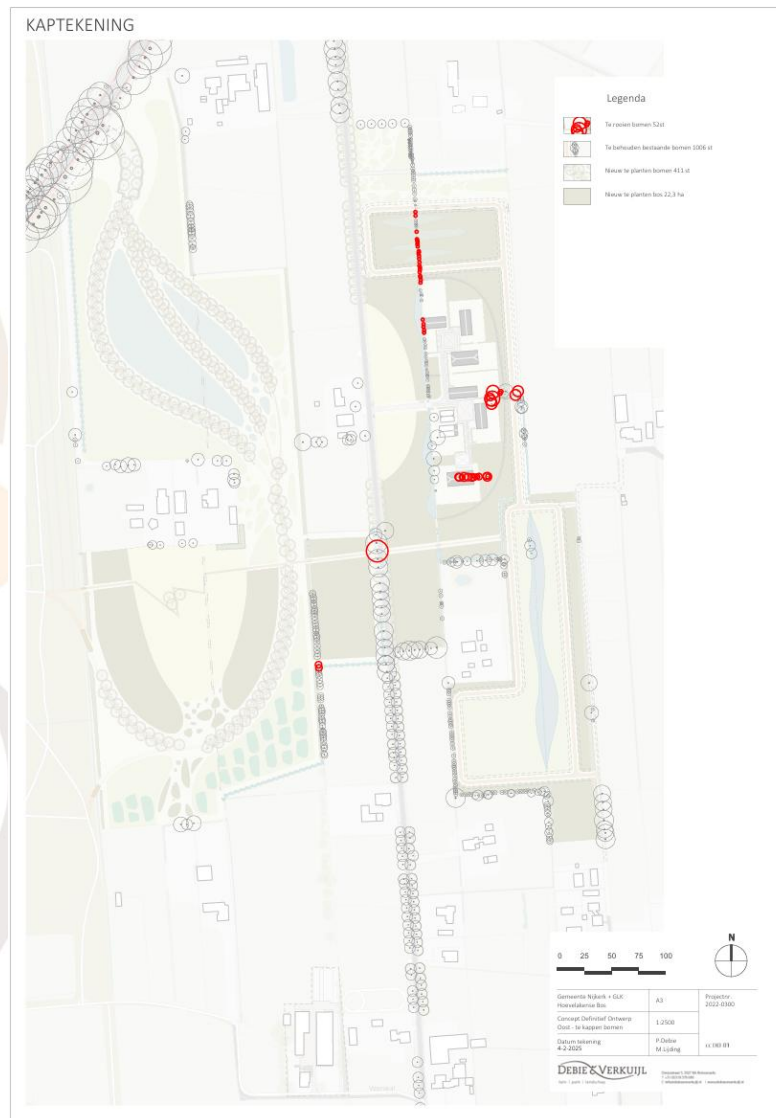 KAPTEKENING
Legenda
Te rooien bomen 52st
Te behouden bestaande bomen 1006 st
Nieuw te planten bomen 411 st
Nieuw te planten bos 22,3 ha
N
0 25 50 75 100
Gemeente Nijkerk + GLK
Hoevelakense Bos
A3
Projectnr:
2022.0300
Concept Definitief Ontwerp
Oost - te kappen bomen
1:2500
Datum tekening
4-2-2025
P.Debie
M.Lijding
DEBIE & VERKUIJL